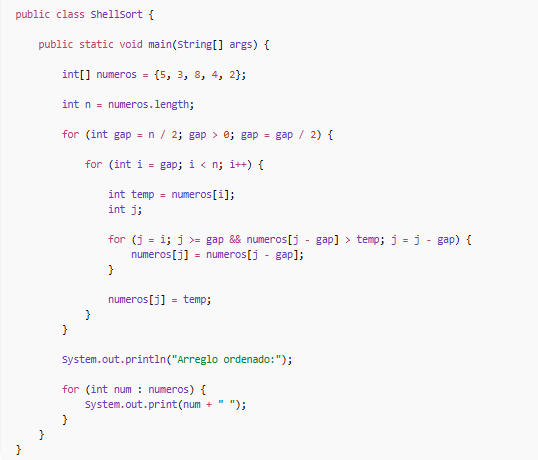 public class ShellSort {
public static void main(String[] args) {
int[] numeros = {5, 3, 8, 4, 2};
int n = numeros.length;
for (int gap = n / 2; gap > 0; gap = gap / 2) {
for (int i = gap; i < n; i++) {
int temp = numeros[i];
int j;
for (j = i; j >= gap && numeros[j - gap] > temp; j = j - gap) {
numeros[j] = numeros[j - gap];
}
numeros[j] = temp;
}
}
System.out.println("Arreglo ordenado:");
for (int num : numeros) {
System.out.print(num + " ");
}
}
}